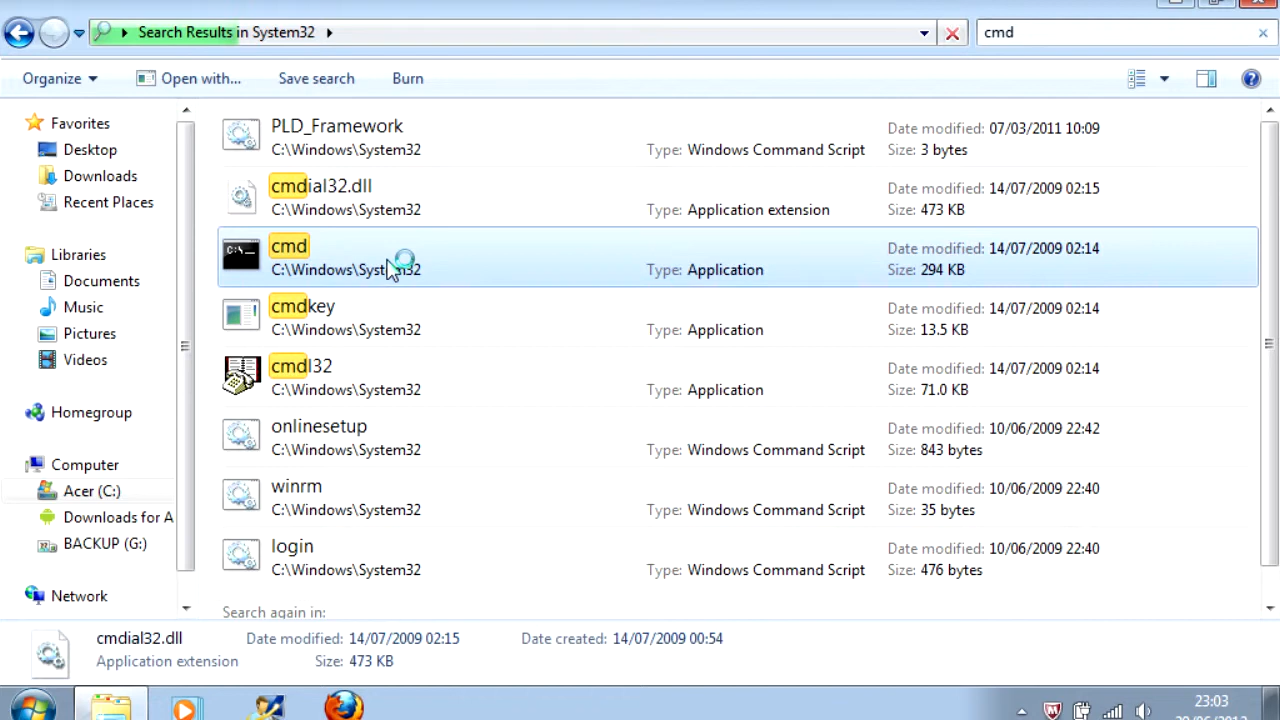 Search Results in System32
cmd
Organize
Open with...
Save search
Burn
Favorites
Desktop
Downloads
Recent Places
Libraries
Documents
Music
Pictures
Videos
Homegroup
Computer
Acer (C:)
Downloads for A
BACKUP (G:)
Network
PLD_Framework
C:\Windows\System32
Type: Windows Command Script
Date modified: 07/03/2011 10:09
Size: 3 bytes
cmdial32.dll
C:\Windows\System32
Type: Application extension
Date modified: 14/07/2009 02:15
Size: 473 KB
cmd
C:\Windows\System32
Type: Application
Date modified: 14/07/2009 02:14
Size: 294 KB
cmdkey
C:\Windows\System32
Type: Application
Date modified: 14/07/2009 02:14
Size: 13.5 KB
cmdl32
C:\Windows\System32
Type: Application
Date modified: 14/07/2009 02:14
Size: 71.0 KB
onlinesetup
C:\Windows\System32
Type: Windows Command Script
Date modified: 10/06/2009 22:42
Size: 843 bytes
winrm
C:\Windows\System32
Type: Windows Command Script
Date modified: 10/06/2009 22:40
Size: 35 bytes
login
C:\Windows\System32
Type: Windows Command Script
Date modified: 10/06/2009 22:40
Size: 476 bytes
Search again in:
cmdial32.dll
Application extension
Date modified: 14/07/2009 02:15
Size: 473 KB
Date created: 14/07/2009 00:54
23:03